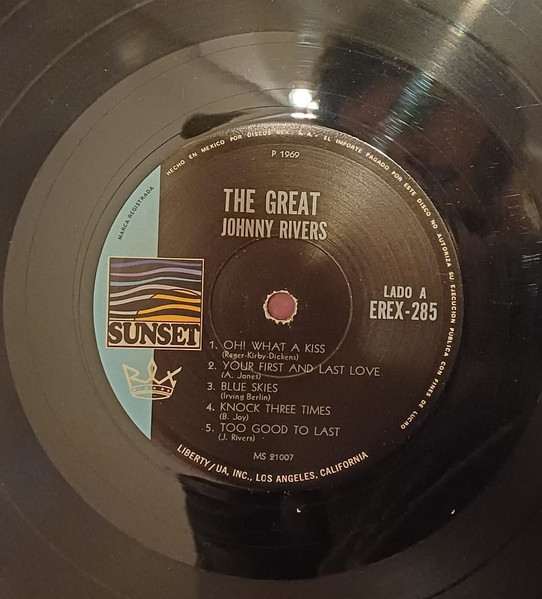 HECHO EN MEXICO POR DISCOS REX, S. A. - EL IMPORTE PAGADO POR ESTE DISCO NO AUTORIZA SU EJECUCION PUBLICA CON FINES DE LUCRO
P 1969
MARCA REGISTRADA
THE GREAT
JOHNNY RIVERS
LADO A
EREX-285
SUNSET
Rex
1. OH! WHAT A KISS
(Rager-Kirby-Dickens)
2. YOUR FIRST AND LAST LOVE
(A. Jones)
3. BLUE SKIES
(Irving Berlin)
4. KNOCK THREE TIMES
(B. Joy)
5. TOO GOOD TO LAST
(J. Rivers)
MS 21007
LIBERTY/UA, INC., LOS ANGELES, CALIFORNIA